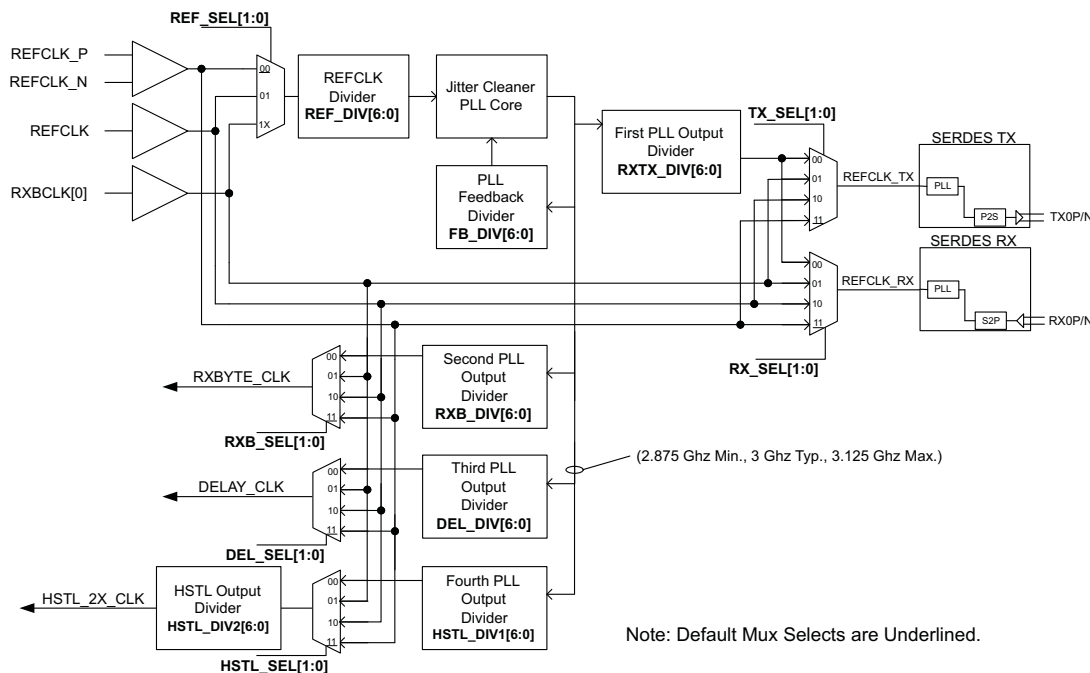 REF_SEL[1:0]
REFCLK_P
REFCLK_N
REFCLK
RXBCLK[0]
00
01
1X
REFCLK
Divider
REF_DIV[6:0]
Jitter Cleaner
PLL Core
PLL
Feedback
Divider
FB_DIV[6:0]
First PLL Output
Divider
RXTX_DIV[6:0]
TX_SEL[1:0]
00
01
10
11
REFCLK_TX
SERDES TX
PLL
P2S
TX0P/N
00
01
10
11
REFCLK_RX
RX_SEL[1:0]
SERDES RX
PLL
S2P
RX0P/N
RXBYTE_CLK
00
01
10
11
RXB_SEL[1:0]
Second PLL
Output
Divider
RXB_DIV[6:0]
(2.875 Ghz Min., 3 Ghz Typ., 3.125 Ghz Max.)
DELAY_CLK
00
01
10
11
DEL_SEL[1:0]
Third PLL
Output
Divider
DEL_DIV[6:0]
HSTL_2X_CLK
HSTL Output
Divider
HSTL_DIV2[6:0]
00
01
10
11
HSTL_SEL[1:0]
Fourth PLL
Output
Divider
HSTL_DIV1[6:0]
Note: Default Mux Selects are Underlined.